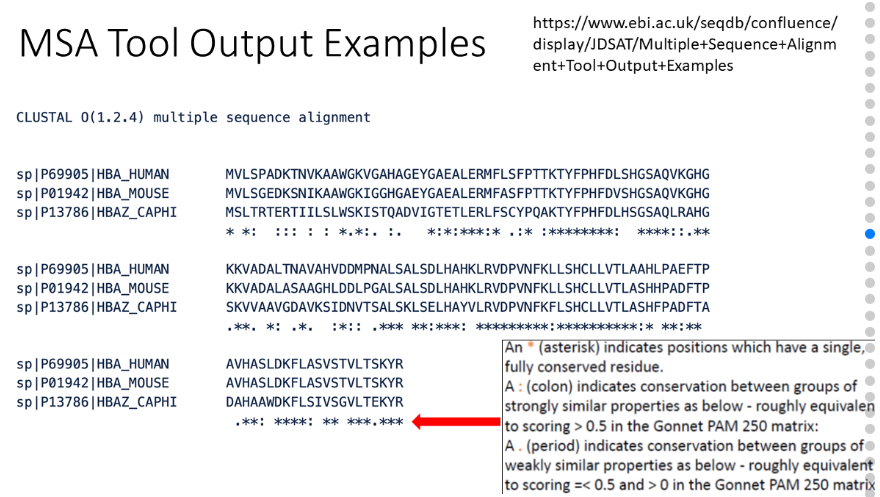 MSA Tool Output Examples
https://www.ebi.ac.uk/seqdb/confluence/
display/JDSAT/Multiple+Sequence+Alignm
ent+Tool+Output+Examples
CLUSTAL O(1.2.4) multiple sequence alignment
sp|P69905|HBA_HUMAN MVLSPADKTNVKAAWGKVGAHAGEYGAEALERMFLSFPTTKTYFPHFDLSHGSAQVKGHG
sp|P01942|HBA_MOUSE MVLSGEDKSNIKAAWGKIGGHGAEYGAEALERMFASFPTTKTYFPHFDVSHGSAQVKGHG
sp|P13786|HBAZ_CAPHI MSLTRTERTIILSLWSKISTQADVIGTETLERLFSCYPQAKTYFPHFDLHSGSAQLRAHG
* *:  ::: : : *.*:. :.   *:*:***:* .:* :********:  ****::.**
sp|P69905|HBA_HUMAN KKVADALTNAVAHVDDMPNALSALSDLHAHKLRVDPVNFKLLSHCLLVTLAAHLPAEFTP
sp|P01942|HBA_MOUSE KKVADALASAAGHLDDLPGALSALSDLHAHKLRVDPVNFKLLSHCLLVTLASHHPADFTP
sp|P13786|HBAZ_CAPHI SKVVAAVGDAVKSIDNVTSALSKLSELHAYVLRVDPVNFKFLSHCLLVTLASHFPADFTA
.**. *: .*.  :*:: .*** **:***: *********:**********:* **:**
sp|P69905|HBA_HUMAN AVHASLDKFLASVSTVLTSKYR
sp|P01942|HBA_MOUSE AVHASLDKFLASVSTVLTSKYR
sp|P13786|HBAZ_CAPHI DAHAAWDKFLSIVSGVLTEKYR
.**: ****: ** ***.***
An * (asterisk) indicates positions which have a single,
fully conserved residue.
A : (colon) indicates conservation between groups of
strongly similar properties as below - roughly equivalen
to scoring > 0.5 in the Gonnet PAM 250 matrix:
A . (period) indicates conservation between groups of
weakly similar properties as below - roughly equivalent
to scoring =< 0.5 and > 0 in the Gonnet PAM 250 matrix